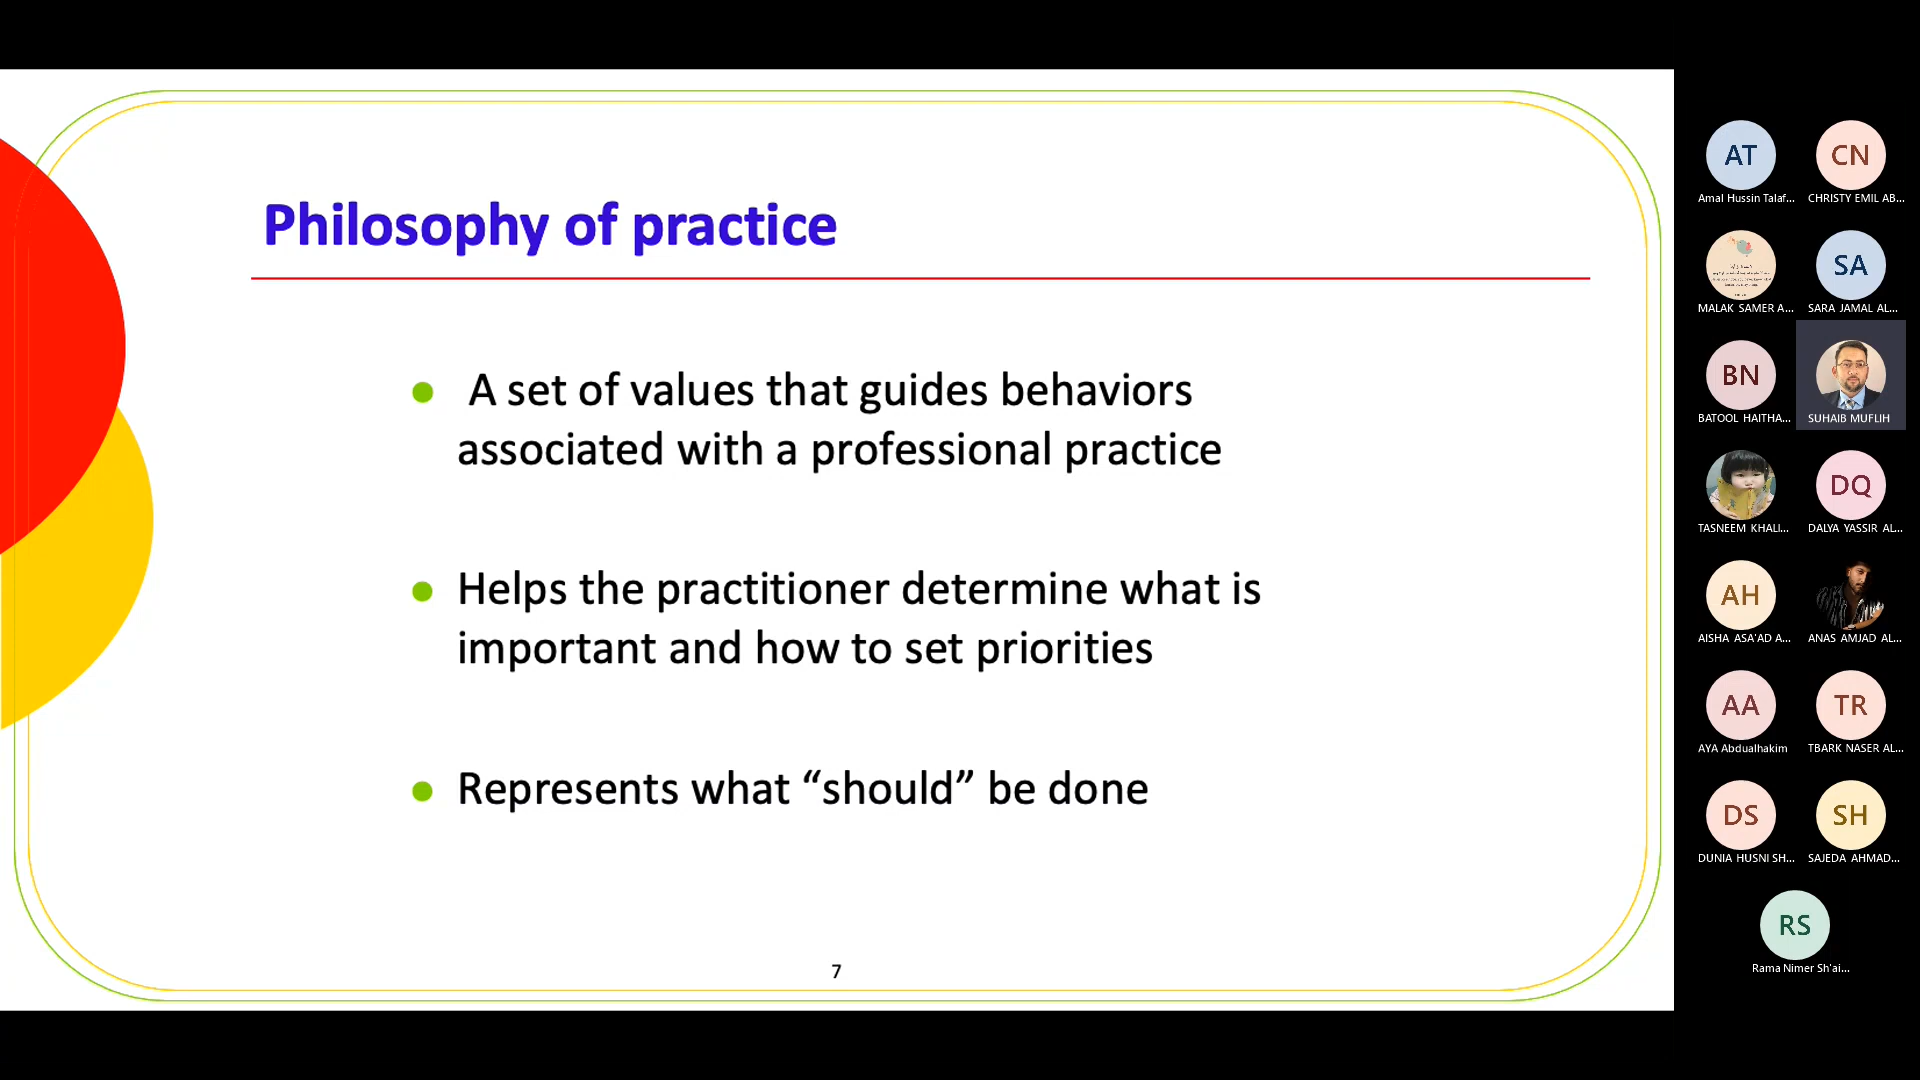 Philosophy of practice
● A set of values that guides behaviors
associated with a professional practice
● Helps the practitioner determine what is
important and how to set priorities
● Represents what “should” be done
7
AT
Amal Hussin Talaf...
CN
CHRISTY EMIL AB...
MALAK SAMER A...
SA
SARA JAMAL AL...
BN
BATOOL HAITHA...
SUHAIB MUFLIH
TASNEEM KHALI...
DQ
DALYA YASSIR AL...
AH
AISHA ASA'AD A...
ANAS AMJAD AL...
AA
AYA Abdualhakim
TR
TBARK NASER AL...
DS
DUNIA HUSNI SH...
SH
SAJEDA AHMAD...
RS
Rama Nimer Sh'ai...